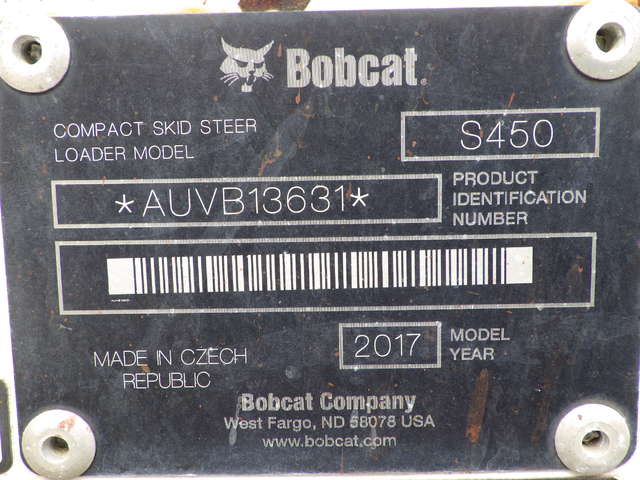 Bobcat
COMPACT SKID STEER
LOADER MODEL
S450
*AUVB13631*
PRODUCT
IDENTIFICATION
NUMBER
2017
MODEL
YEAR
MADE IN CZECH
REPUBLIC
Bobcat Company
West Fargo, ND 58078 USA
www.bobcat.com